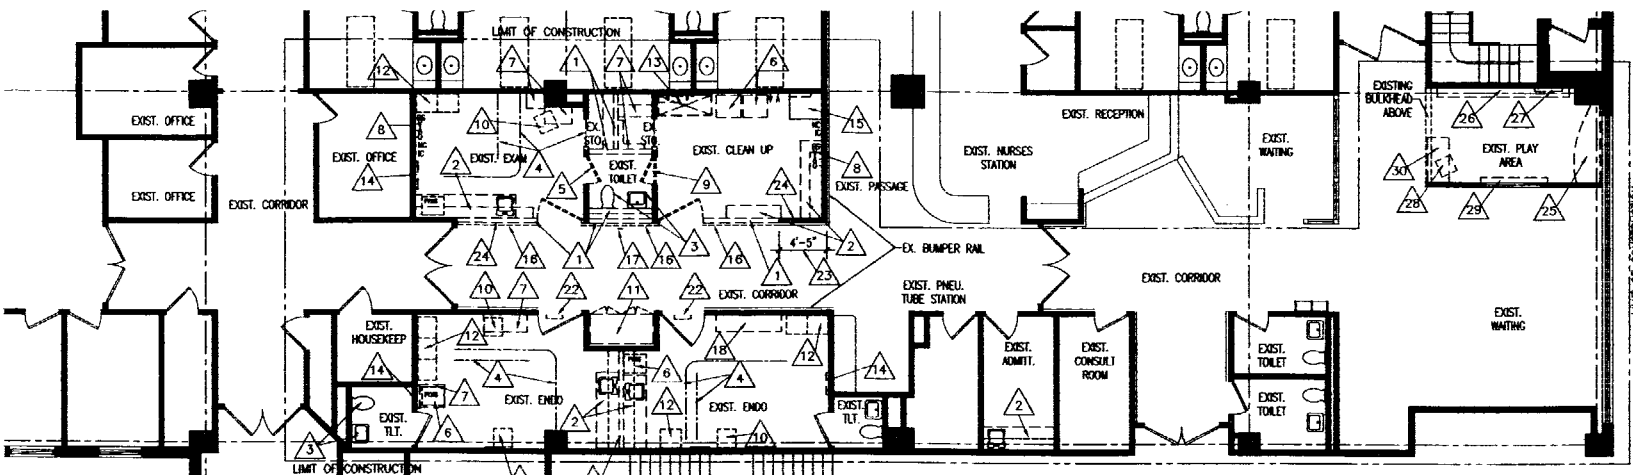 LIMIT OF CONSTRUCTION
12
7
1
7
13
6
EXIST. OFFICE
8
10
EX. STO.
EX. STO.
15
EXIST. RECEPTION
EXISTING
BULKHEAD
ABOVE
26
27
EXIST. OFFICE
14
2
EXIST. EXAM
4
5
EXIST.
TOILET
9
EXIST. CLEAN UP
8
24
EXIST. PASSAGE
EXIST. NURSES
STATION
EXIST.
WAITING
EXIST. PLAY
AREA
30
28
29
25
EXIST. OFFICE
EXIST. CORRIDOR
24
16
1
17
16
3
16
1
4'-5"
23
2
EX. BUMPER RAIL
10
7
22
11
22
EXIST. CORRIDOR
EXIST. PNEU.
TUBE STATION
EXIST. CORRIDOR
EXIST.
WAITING
EXIST.
HOUSEKEEP
12
18
12
14
4
6
4
14
7
EXIST. ENDO
2
12
EXIST. ENDO
10
6
EXIST.
TLT.
3
EXIST.
TLT.
EXIST.
ADMITT.
2
EXIST.
CONSULT
ROOM
EXIST.
TOILET
EXIST.
TOILET
LIMIT OF CONSTRUCTION